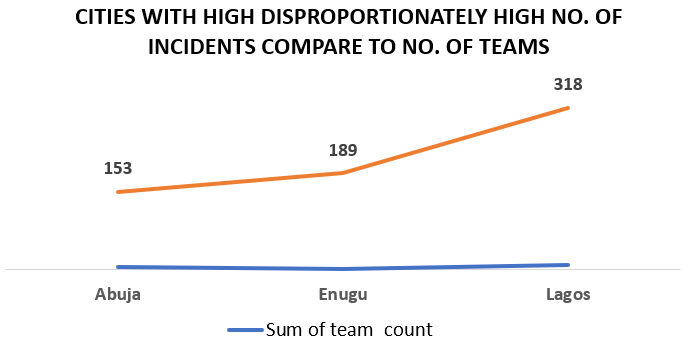 CITIES WITH HIGH DISPROPORTIONATELY HIGH NO. OF
INCIDENTS COMPARE TO NO. OF TEAMS
318
189
153
Abuja Enugu Lagos
Sum of team count